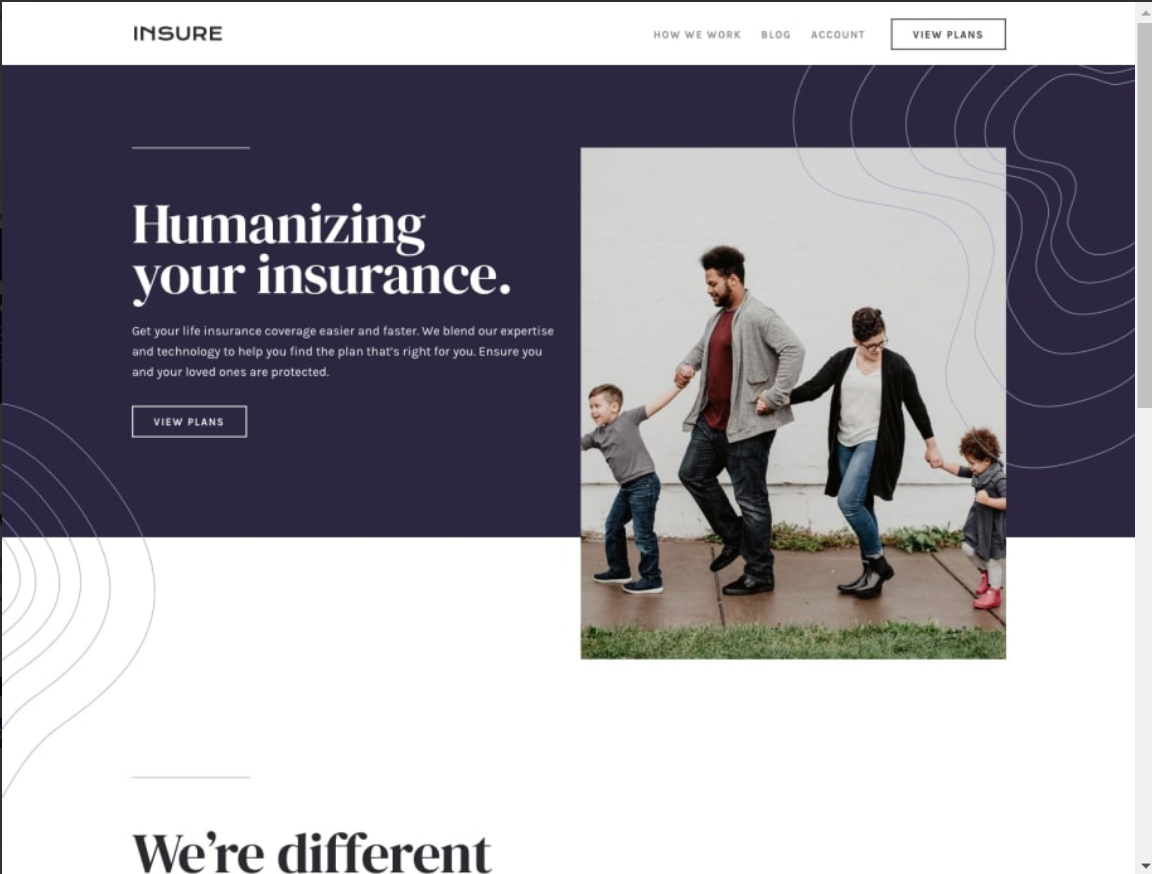 INSURE
HOW WE WORK
BLOG
ACCOUNT
VIEW PLANS
Humanizing
your insurance.
Get your life insurance coverage easier and faster. We blend our expertise
and technology to help you find the plan that's right for you. Ensure you
and your loved ones are protected.
VIEW PLANS
We’re different